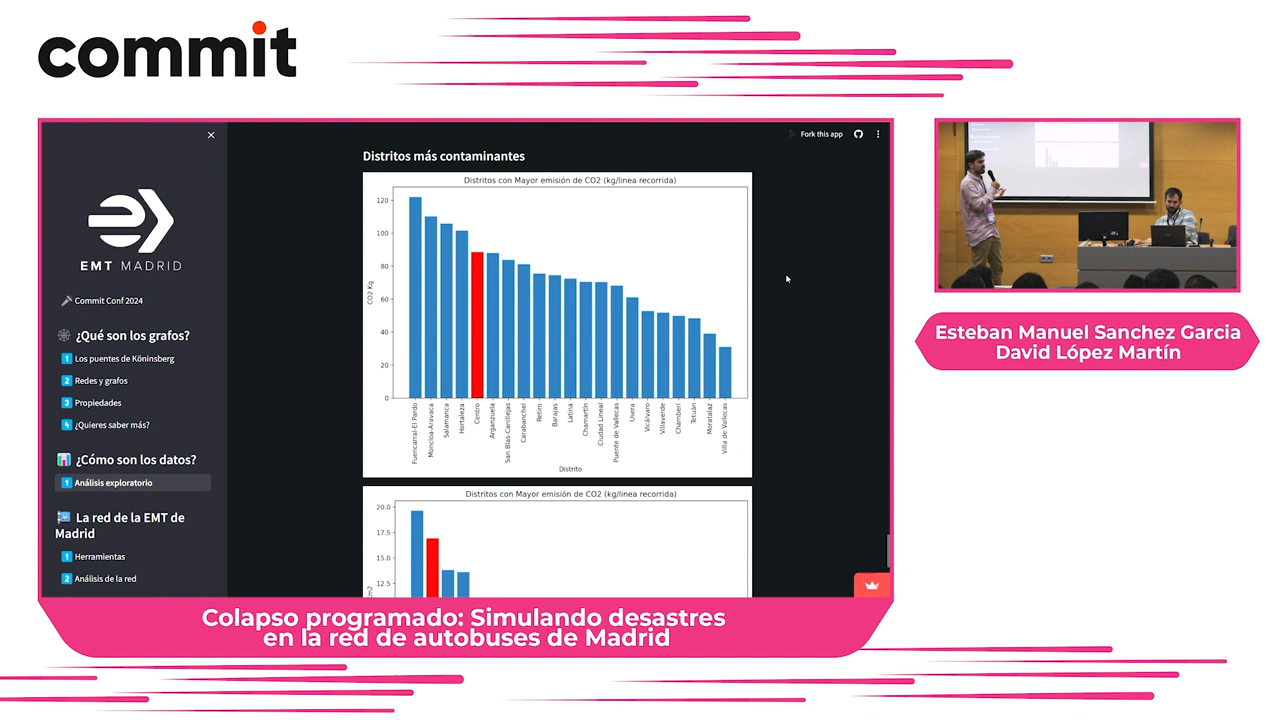 commit
Fork this app
EMT MADRID
Commit Conf 2024
¿Qué son los grafos?
1 Los puentes de Köninsberg
2 Redes y grafos
3 Propiedades
4 ¿Quieres saber más?
¿Cómo son los datos?
1 Análisis exploratorio
La red de la EMT de
Madrid
1 Herramientas
2 Análisis de la red
Distritos más contaminantes
Distritos con Mayor emisión de CO2 (kg/linea recorrida)
CO2 Kg
120
100
80
60
40
20
0
Fuencarral-El Pardo
Moncloa-Aravaca
Salamanca
Hortaleza
Centro
Arganzuela
San Blas-Canillejas
Carabanchel
Retiro
Barajas
Latina
Chamartín
Ciudad Lineal
Puente de Vallecas
Usera
Vicálvaro
Villaverde
Chamberí
Tetuán
Moratalaz
Villa de Vallecas
Distrito
Distritos con Mayor emisión de CO2 (kg/linea recorrida)
20.0
17.5
15.0
12.5
Esteban Manuel Sanchez Garcia
David López Martín
Colapso programado: Simulando desastres
en la red de autobuses de Madrid